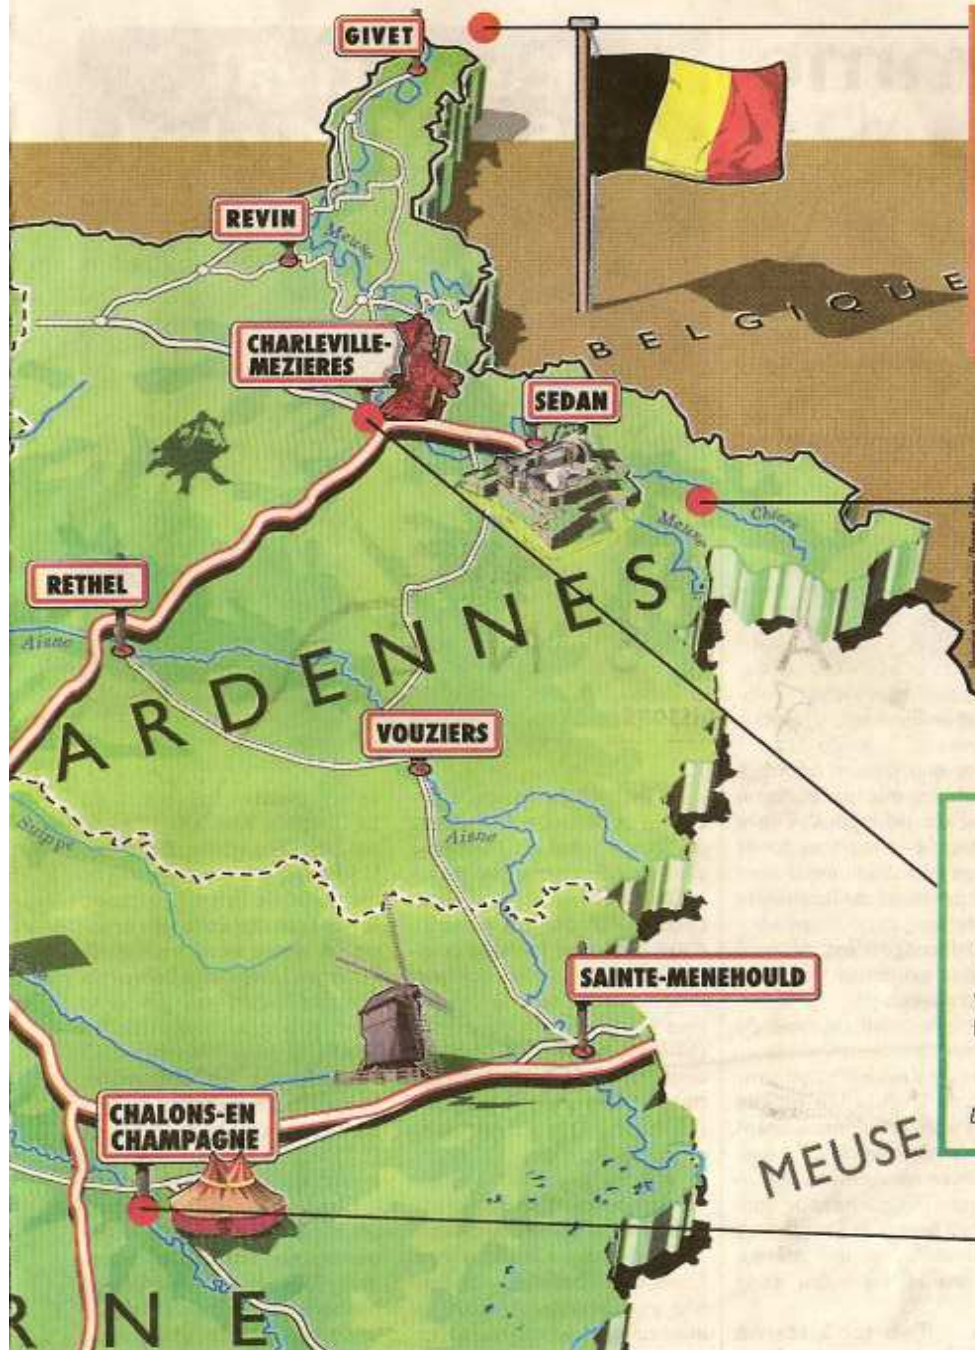 GIVET
REVIN
Meuse
BELGIQUE
CHARLEVILLE-
MEZIERES
SEDAN
Chiers
Meuse
RETHEL
Aisne
ARDENNES
VOUZIERS
Suippe
Aisne
SAINTE-MENEHOULD
CHALONS-EN
CHAMPAGNE
MEUSE
RNE